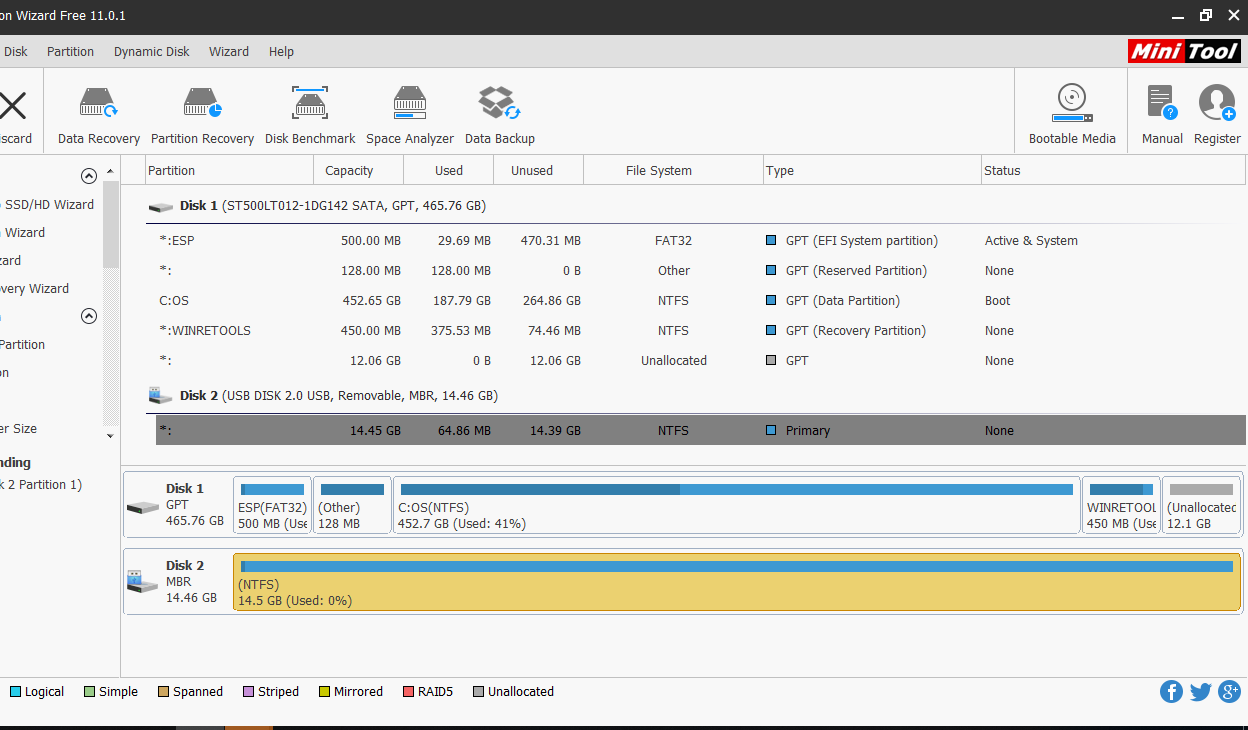 on Wizard Free 11.0.1
Disk Partition Dynamic Disk Wizard Help
Mini Tool
iscard Data Recovery Partition Recovery Disk Benchmark Space Analyzer Data Backup Bootable Media Manual Register
Partition Capacity Used Unused File System Type Status
SSD/HD Wizard
Wizard
zard
very Wizard
Partition
on
er Size
nding
k 2 Partition 1)
Disk 1 (ST500LT012-1DG142 SATA, GPT, 465.76 GB)
*:ESP 500.00 MB 29.69 MB 470.31 MB FAT32 GPT (EFI System partition) Active & System
*: 128.00 MB 128.00 MB 0 B Other GPT (Reserved Partition) None
C:OS 452.65 GB 187.79 GB 264.86 GB NTFS GPT (Data Partition) Boot
*:WINRETOOLS 450.00 MB 375.53 MB 74.46 MB NTFS GPT (Recovery Partition) None
*: 12.06 GB 0 B 12.06 GB Unallocated GPT None
Disk 2 (USB DISK 2.0 USB, Removable, MBR, 14.46 GB)
*: 14.45 GB 64.86 MB 14.39 GB NTFS Primary None
Disk 1
GPT
465.76 GB
ESP(FAT32)
500 MB (Use
(Other)
128 MB
C:OS(NTFS)
452.7 GB (Used: 41%)
WINRETOOL
450 MB (Use
(Unallocated
12.1 GB
Disk 2
MBR
14.46 GB
(NTFS)
14.5 GB (Used: 0%)
Logical Simple Spanned Striped Mirrored RAID5 Unallocated